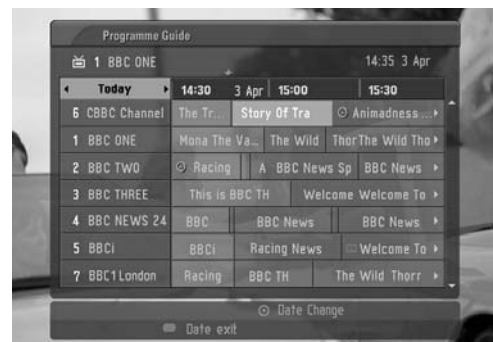 Programme Guide
1 BBC ONE 14:35 3 Apr
Today 14:30 3 Apr 15:00 15:30
6 CBBC Channel The Tr... Story Of Tra Animadness ...
1 BBC ONE Mona The Va... The Wild Thor The Wild Tho
2 BBC TWO Racing A BBC News Sp BBC News
3 BBC THREE This is BBC TH Welcome Welcome To
4 BBC NEWS 24 BBC BBC News BBC News
5 BBCi BBCi Racing News Welcome To
7 BBC1 London Racing BBC TH The Wild Thorr
Date Change
Date exit